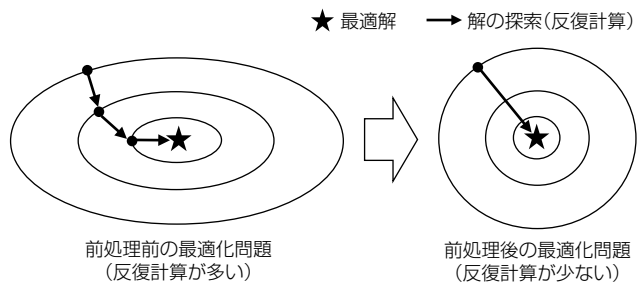 ★ 最適解 → 解の探索(反復計算)
前処理前の最適化問題
(反復計算が多い)
前処理後の最適化問題
(反復計算が少ない)